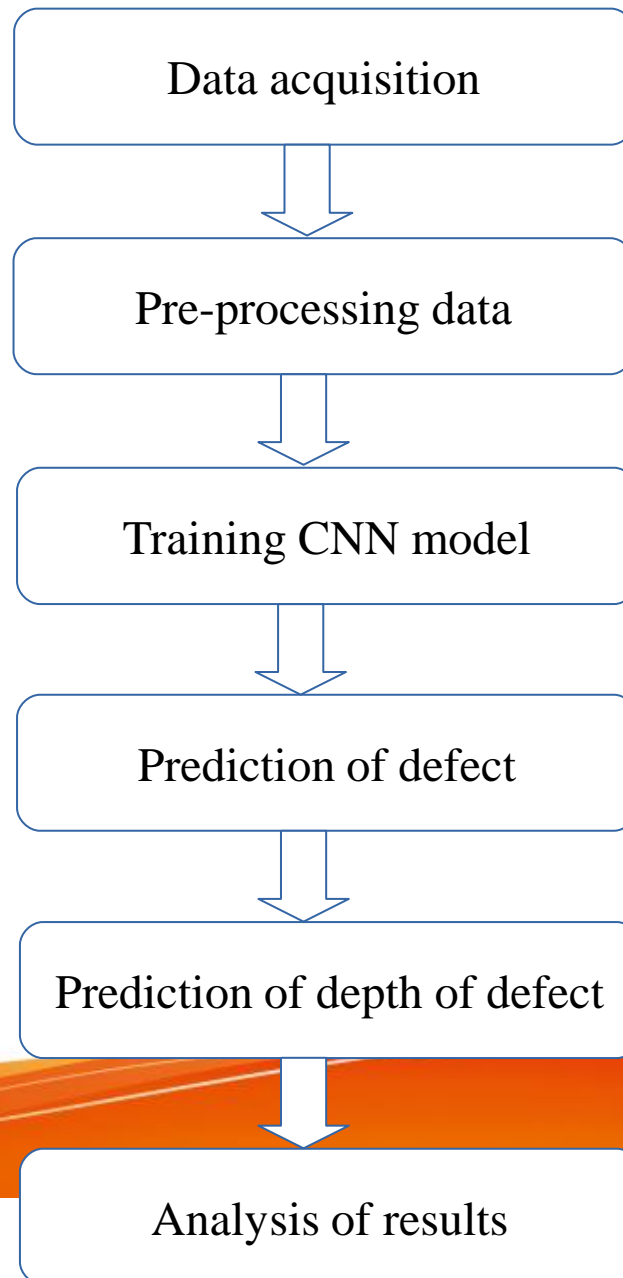 Data acquisition
Pre-processing data
Training CNN model
Prediction of defect
Prediction of depth of defect
Analysis of results